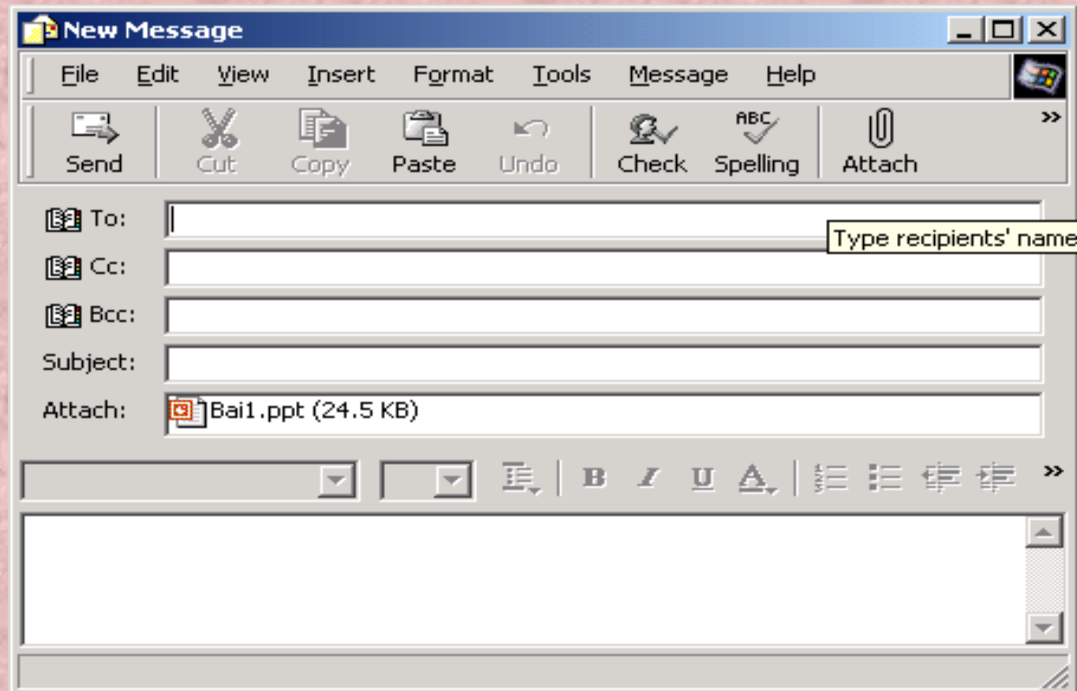 New Message
File Edit View Insert Format Tools Message Help
ABC
Send Cut Copy Paste Undo Check Spelling Attach »
To:
Type recipients' name
Cc:
Bcc:
Subject:
Attach: Bai1.ppt (24.5 KB)
B I U A »